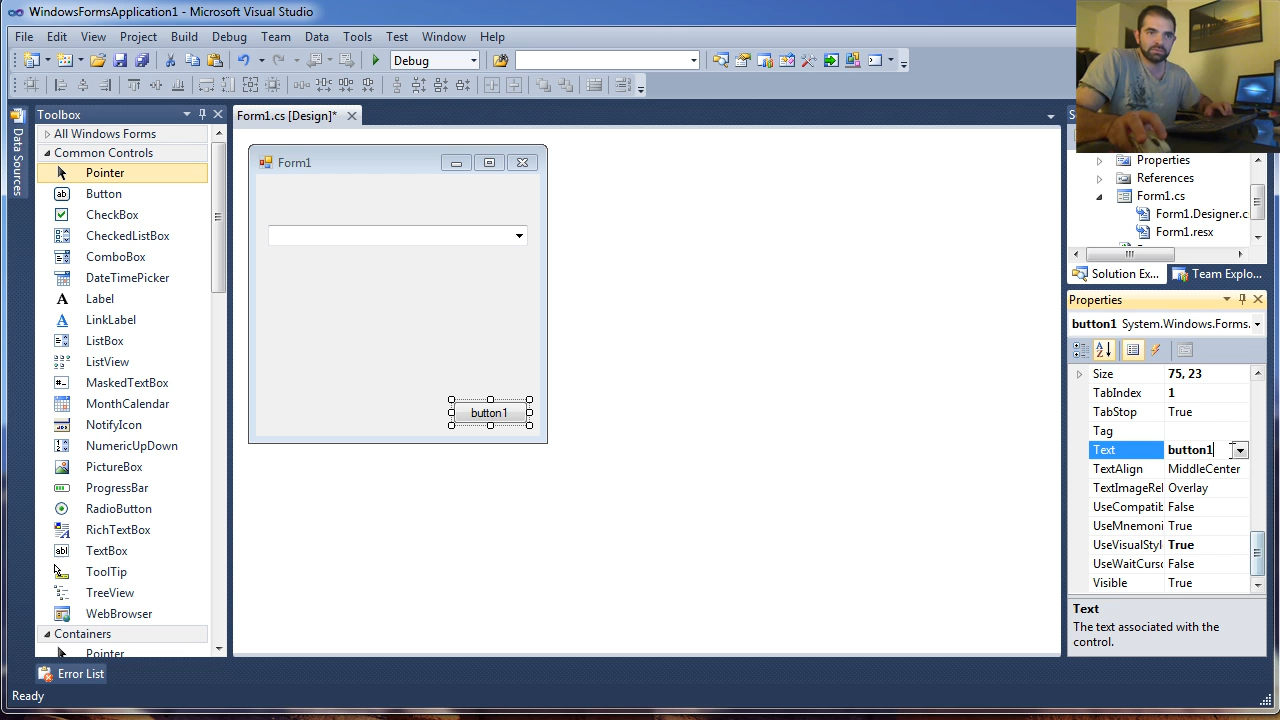 WindowsFormsApplication1 - Microsoft Visual Studio
File Edit View Project Build Debug Team Data Tools Test Window Help
Debug
Toolbox
Form1.cs [Design]*
Data Sources
All Windows Forms
Common Controls
Pointer
Button
CheckBox
CheckedListBox
ComboBox
DateTimePicker
Label
LinkLabel
ListBox
ListView
MaskedTextBox
MonthCalendar
NotifyIcon
NumericUpDown
PictureBox
ProgressBar
RadioButton
RichTextBox
TextBox
ToolTip
TreeView
WebBrowser
Containers
Pointer
Form1
button1
Properties
References
Form1.cs
Form1.Designer.c
Form1.resx
Solution Ex... Team Explo...
Properties
button1 System.Windows.Forms.
Size 75, 23
TabIndex 1
TabStop True
Tag
Text button1
TextAlign MiddleCenter
TextImageRel Overlay
UseCompatib False
UseMnemoni True
UseVisualStyl True
UseWaitCurso False
Visible True
Text
The text associated with the
control.
Error List
Ready